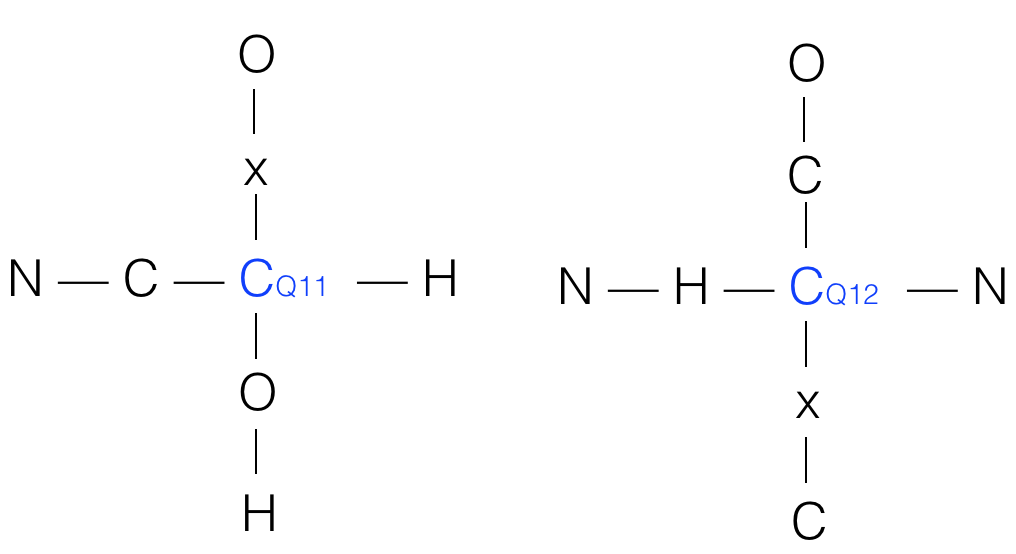 O
x
N — C — CQ11 — H
O
H
O
C
N — H — CQ12 — N
x
C